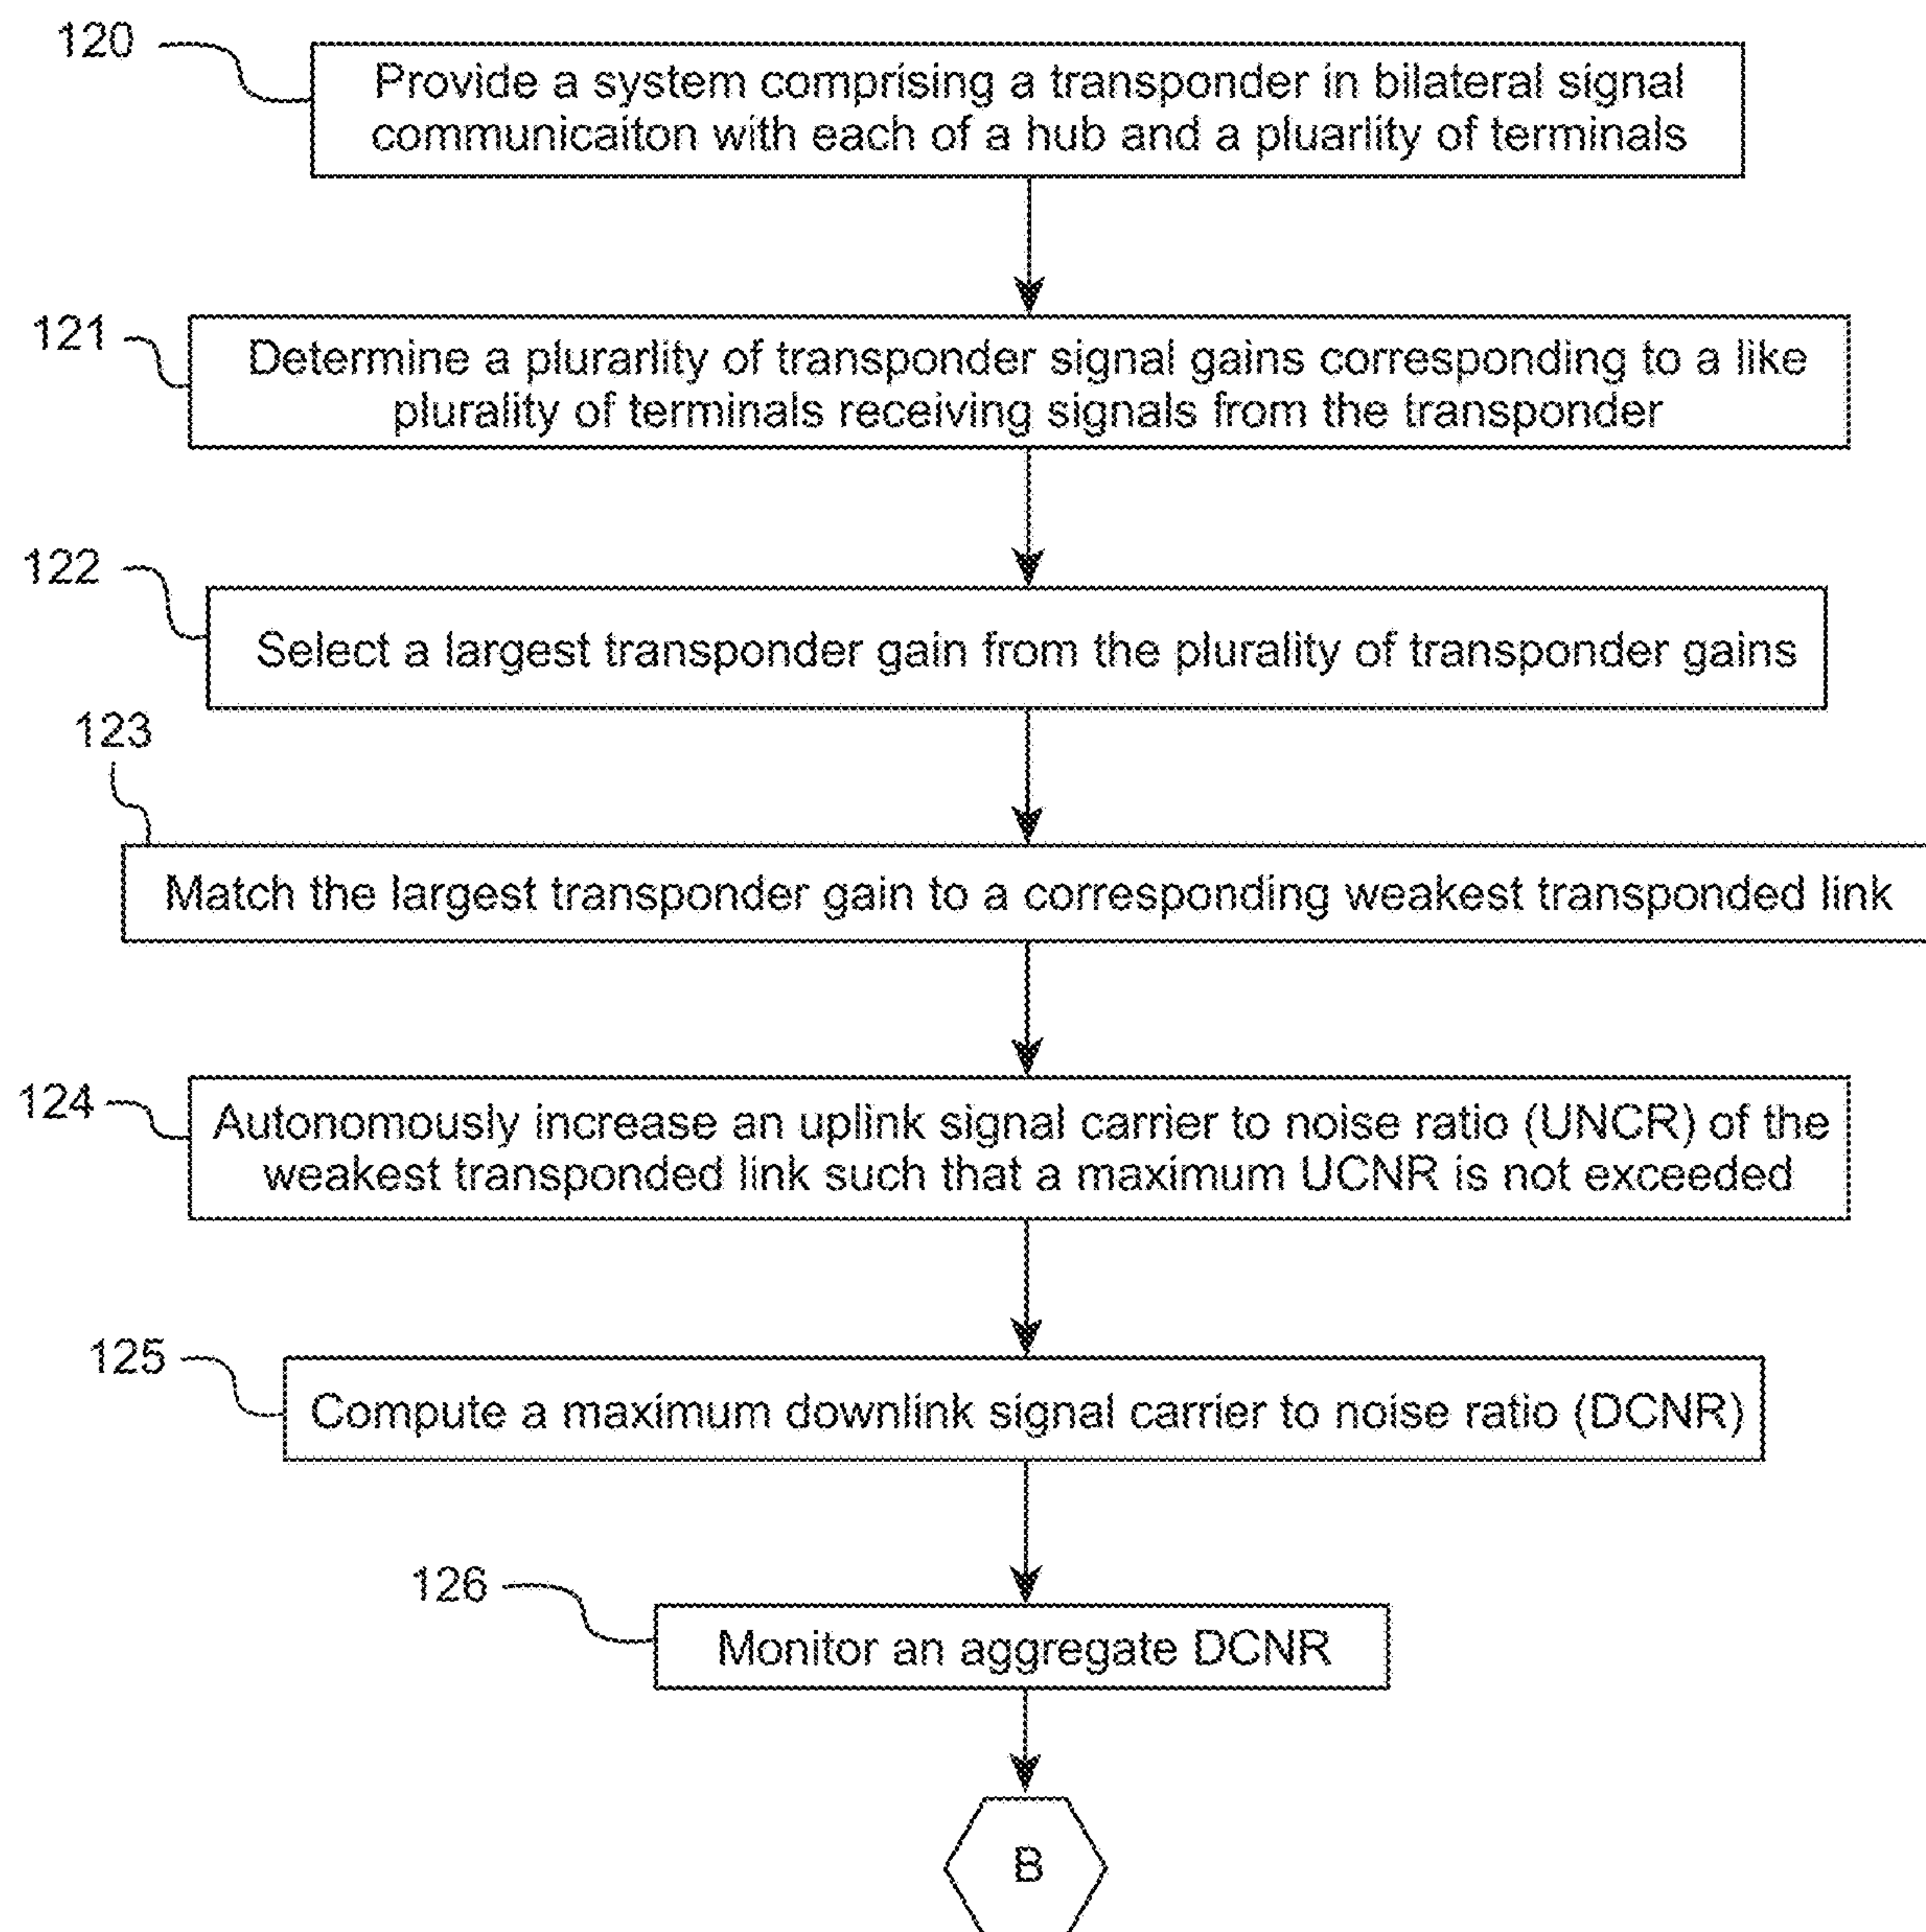 120
Provide a system comprising a transponder in bilateral signal
communicaiton with each of a hub and a pluarlity of terminals
121
Determine a plurarlity of transponder signal gains corresponding to a like
plurality of terminals receiving signals from the transponder
122
Select a largest transponder gain from the plurality of transponder gains
123
Match the largest transponder gain to a corresponding weakest transponded link
124
Autonomously increase an uplink signal carrier to noise ratio (UNCR) of the
weakest transponded link such that a maximum UCNR is not exceeded
125
Compute a maximum downlink signal carrier to noise ratio (DCNR)
126
Monitor an aggregate DCNR
B